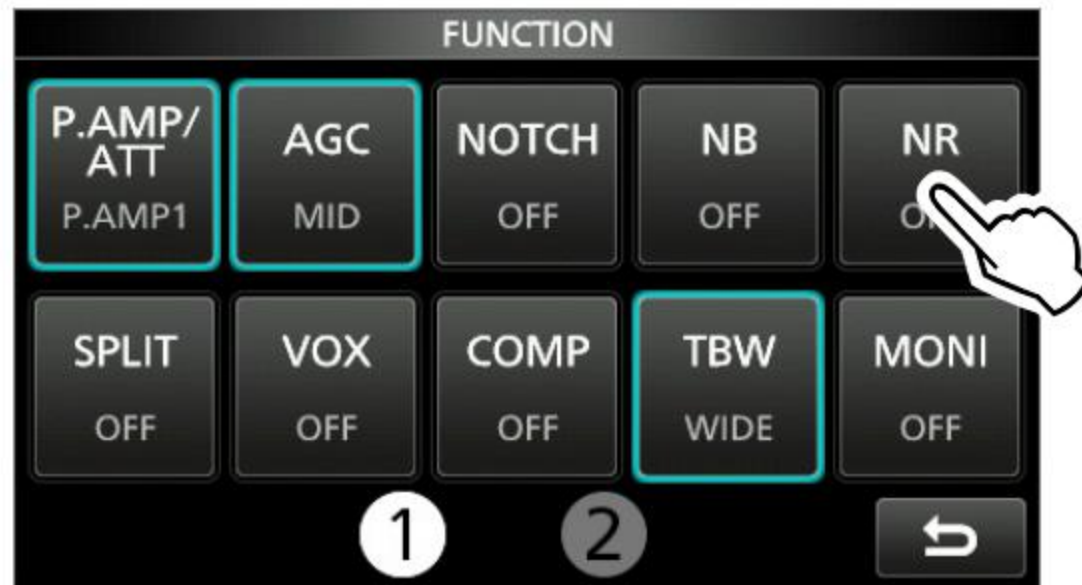 FUNCTION
P.AMP/
ATT
P.AMP1
AGC
MID
NOTCH
OFF
NB
OFF
NR
SPLIT
OFF
VOX
OFF
COMP
OFF
TBW
WIDE
MONI
OFF
1
2